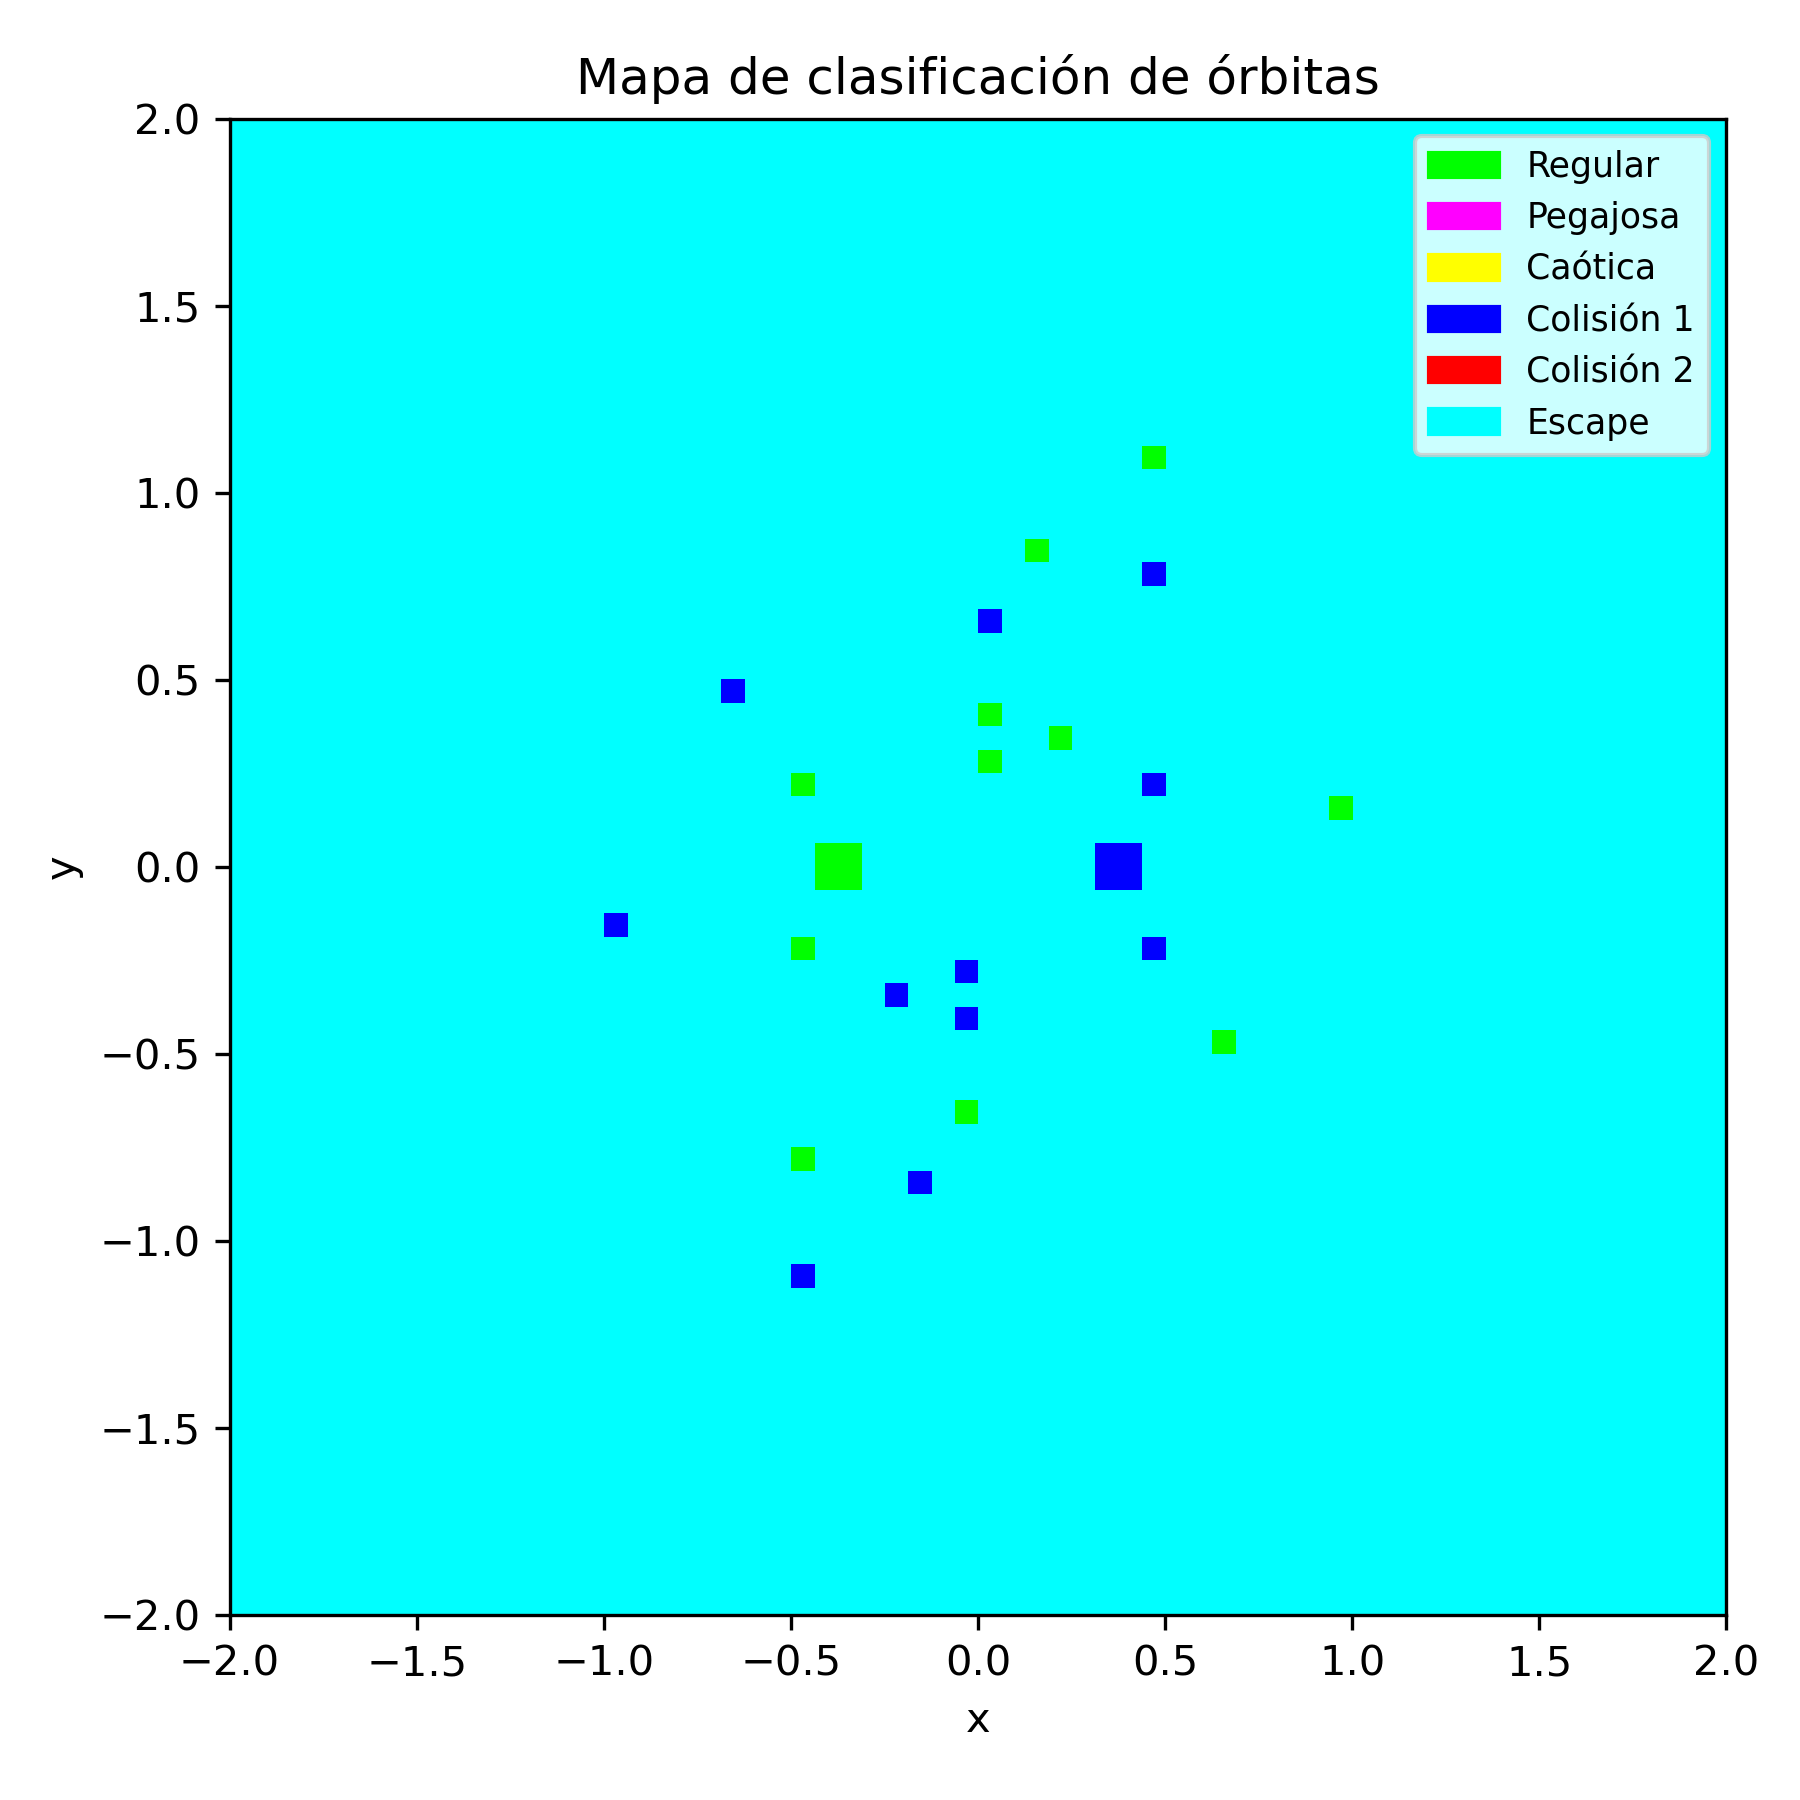 Mapa de clasificación de órbitas
2.0
1.5
1.0
0.5
0.0
−0.5
−1.0
−1.5
−2.0
y
Regular
Pegajosa
Caótica
Colisión 1
Colisión 2
Escape
−2.0 −1.5 −1.0 −0.5 0.0 0.5 1.0 1.5 2.0
x